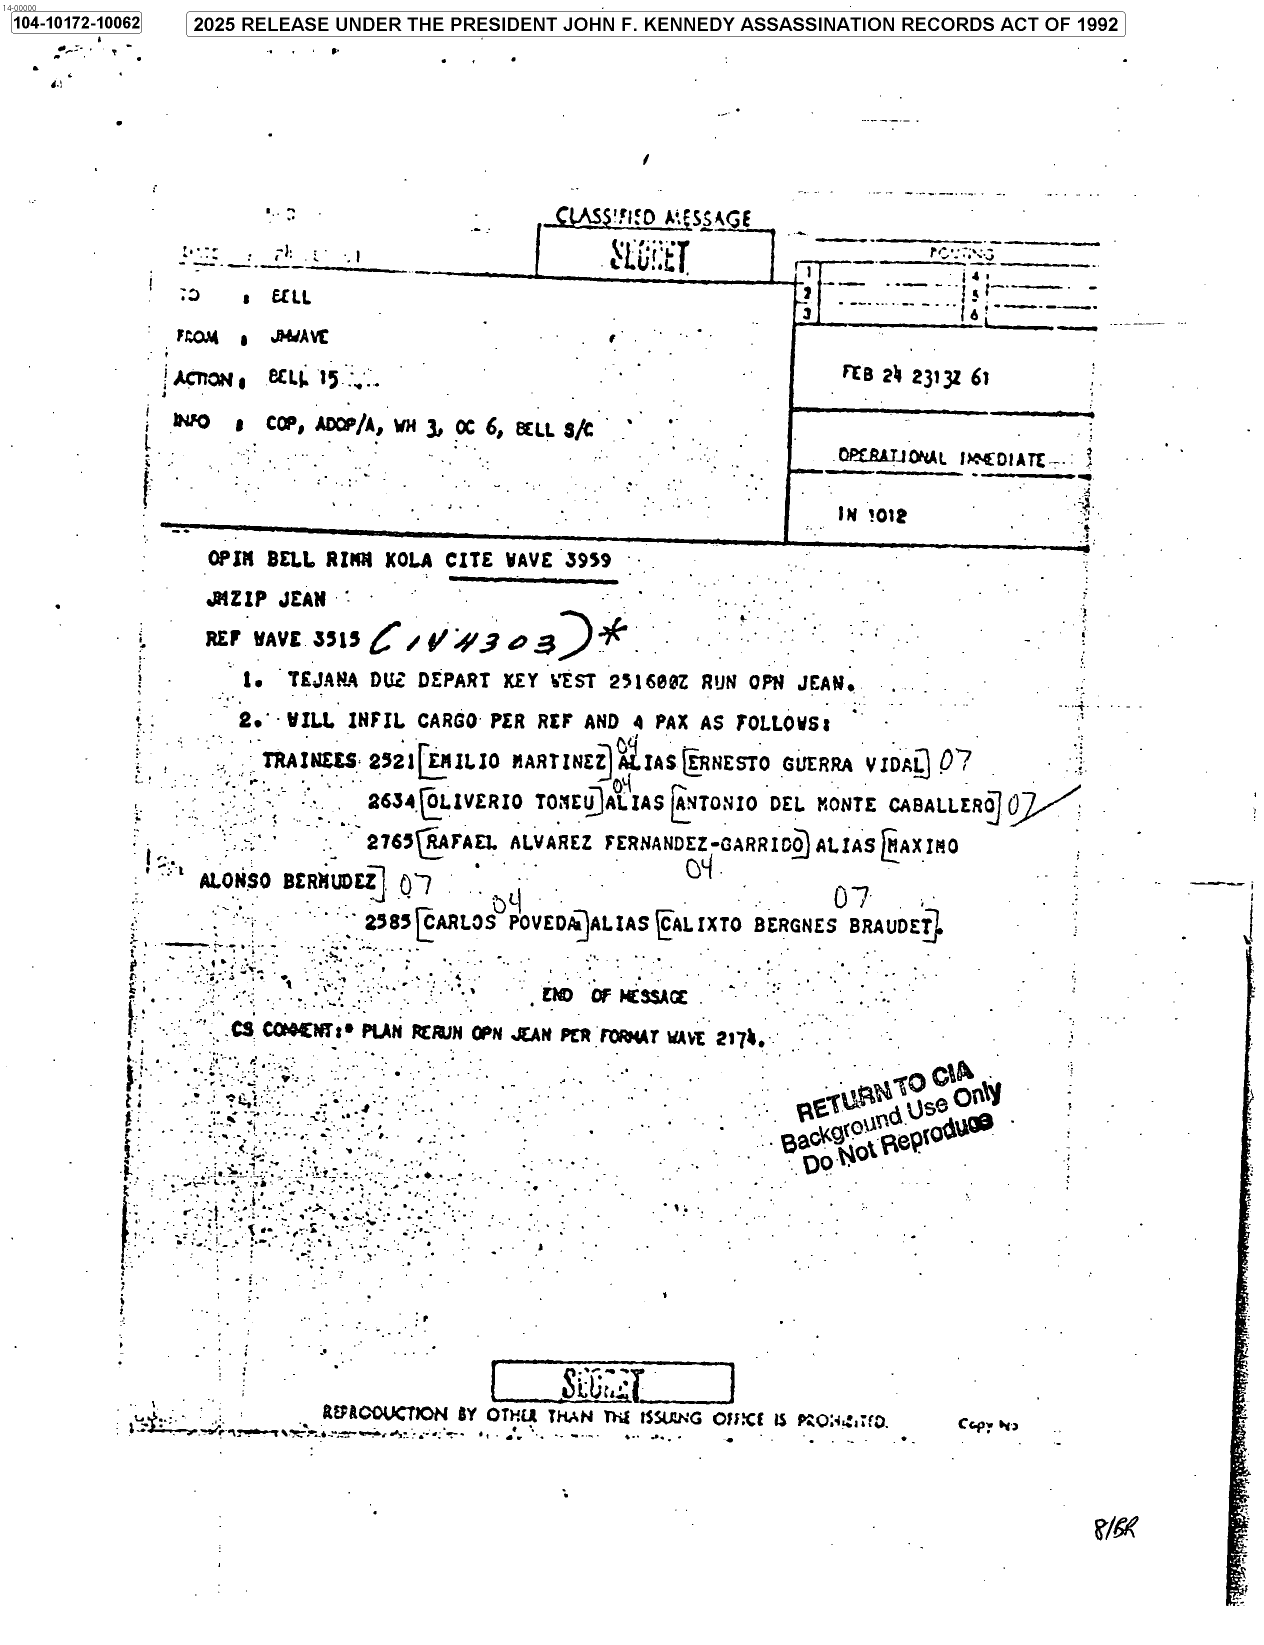 14-00000
104-10172-10062
2025 RELEASE UNDER THE PRESIDENT JOHN F. KENNEDY ASSASSINATION RECORDS ACT OF 1992
CLASSIFIED MESSAGE
SECRET
ROUTING
1 4
2 5
3 6
TO : BELL
FROM : JMWAVE
ACTION: BELL 15
FEB 24 2313Z 61
INFO : COP, ADOP/A, WH 3, OC 6, BELL S/C
OPERATIONAL IMMEDIATE
IN 1012
OPIM BELL RIMM KOLA CITE WAVE 3959
JMZIP JEAN
REF WAVE 3515 (IN 4303)*
1. TEJANA DUE DEPART KEY WEST 251600Z RUN OPN JEAN.
2. WILL INFIL CARGO PER REF AND 4 PAX AS FOLLOWS:
04
TRAINEES 2521[EMILIO MARTINEZ] ALIAS [ERNESTO GUERRA VIDAL] 07
04
2634[OLIVERIO TOMEU]ALIAS [ANTONIO DEL MONTE CABALLERO] 07
2765[RAFAEL ALVAREZ FERNANDEZ-GARRIDO] ALIAS [MAXIMO
04
ALONSO BERMUDEZ] 07
04 07
2585[CARLOS POVEDA]ALIAS [CALIXTO BERGNES BRAUDET].
END OF MESSAGE
CS COMMENT:* PLAN RERUN OPN JEAN PER FORMAT WAVE 2174.
RETURN TO CIA
Background Use Only
Do Not Reproduce
SECRET
REPRODUCTION BY OTHER THAN THE ISSUING OFFICE IS PROHIBITED. Copy No
8/BR